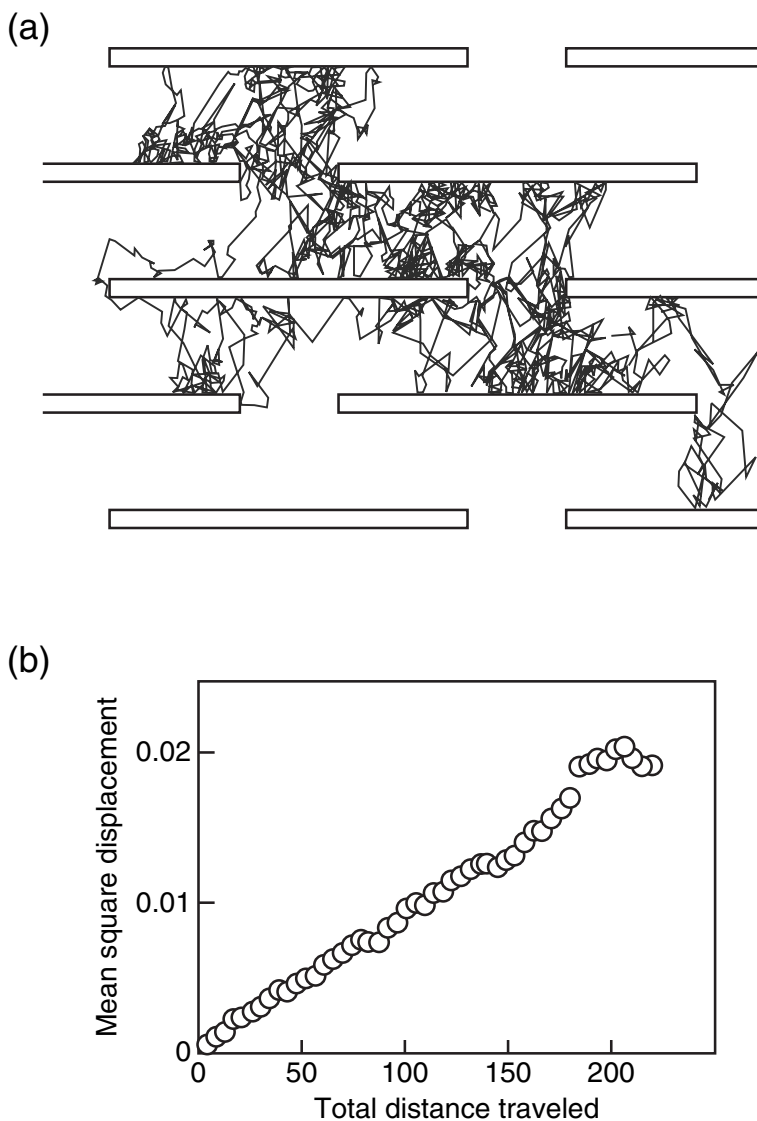 (a)
(b)
Mean square displacement
0.02
0.01
0
0 50 100 150 200
Total distance traveled